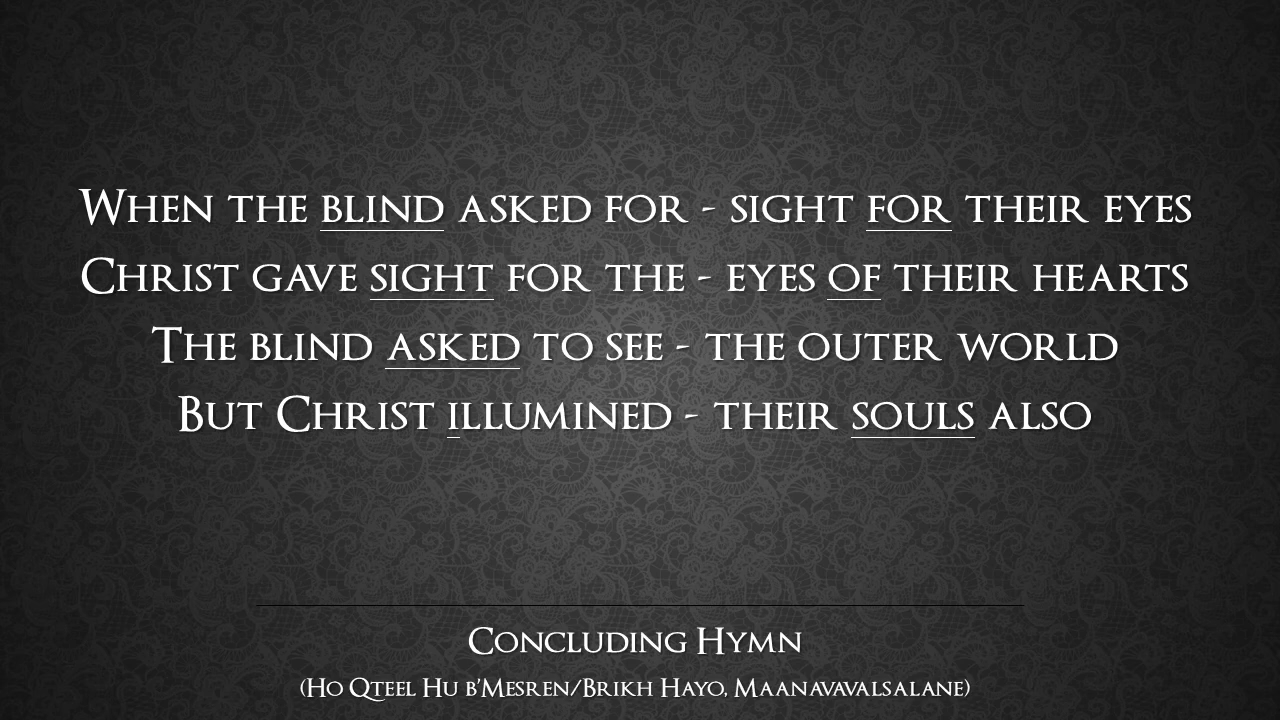 When the blind asked for - sight for their eyes
Christ gave sight for the - eyes of their hearts
The blind asked to see - the outer world
But Christ illumined - their souls also
Concluding Hymn
(Ho Qteel Hu b'Mesren/Brikh Hayo, Maanavavalsalane)